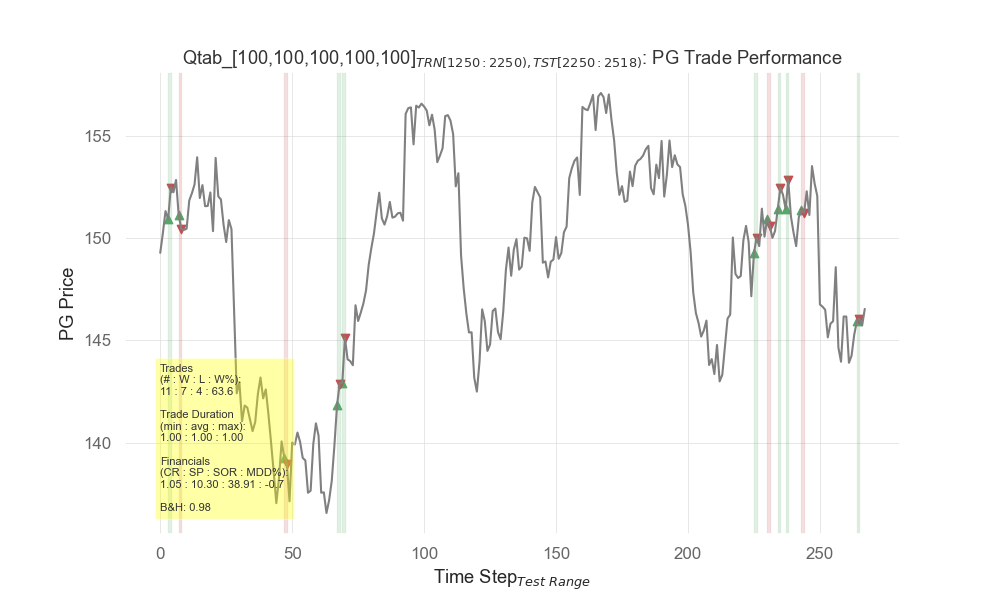 Qtab_[100,100,100,100,100]TRN[1250:2250),TST[2250:2518): PG Trade Performance
155
150
145
140
PG Price
Trades
(# : W : L : W%):
11 : 7 : 4 : 63.6
Trade Duration
(min : avg : max):
1.00 : 1.00 : 1.00
Financials
(CR : SP : SOR : MDD%):
1.05 : 10.30 : 38.91 : -0.7
B&H: 0.98
0 50 100 150 200 250
Time StepTest Range